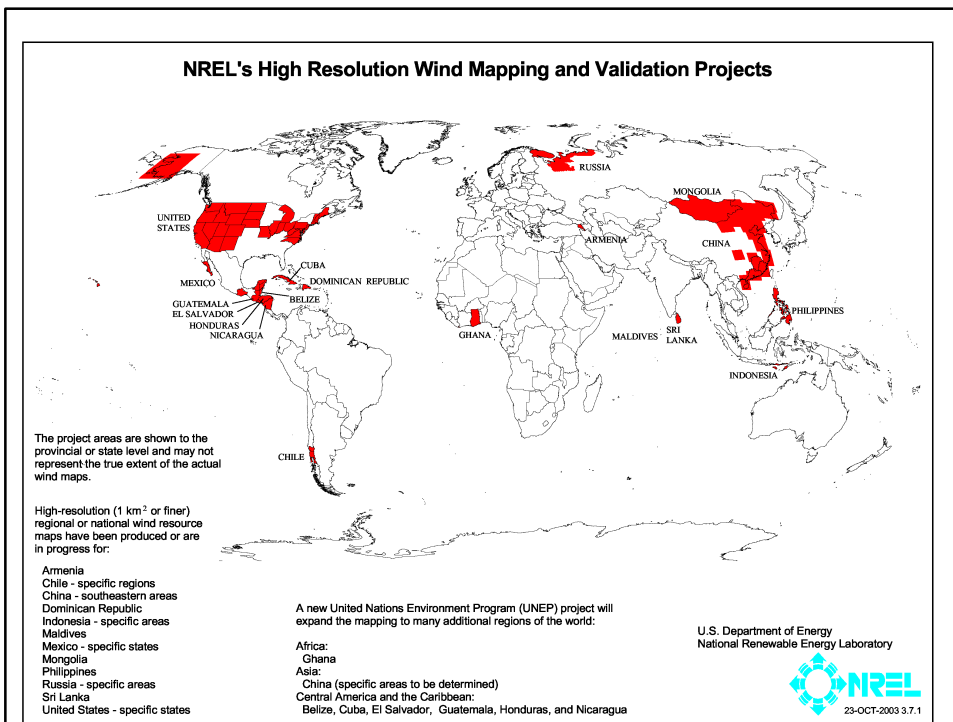 NREL's High Resolution Wind Mapping and Validation Projects
RUSSIA
MONGOLIA
UNITED
STATES
ARMENIA
CHINA
CUBA
MEXICO
DOMINICAN REPUBLIC
BELIZE
GUATEMALA
EL SALVADOR
HONDURAS
NICARAGUA
GHANA
MALDIVES
SRI
LANKA
PHILIPPINES
INDONESIA
CHILE
The project areas are shown to the
provincial or state level and may not
represent the true extent of the actual
wind maps.
High-resolution (1 km² or finer)
regional or national wind resource
maps have been produced or are
in progress for:
Armenia
Chile - specific regions
China - southeastern areas
Dominican Republic
Indonesia - specific areas
Maldives
Mexico - specific states
Mongolia
Philippines
Russia - specific areas
Sri Lanka
United States - specific states
A new United Nations Environment Program (UNEP) project will
expand the mapping to many additional regions of the world:
Africa:
Ghana
Asia:
China (specific areas to be determined)
Central America and the Caribbean:
Belize, Cuba, El Salvador, Guatemala, Honduras, and Nicaragua
U.S. Department of Energy
National Renewable Energy Laboratory
NREL
23-OCT-2003 3.7.1